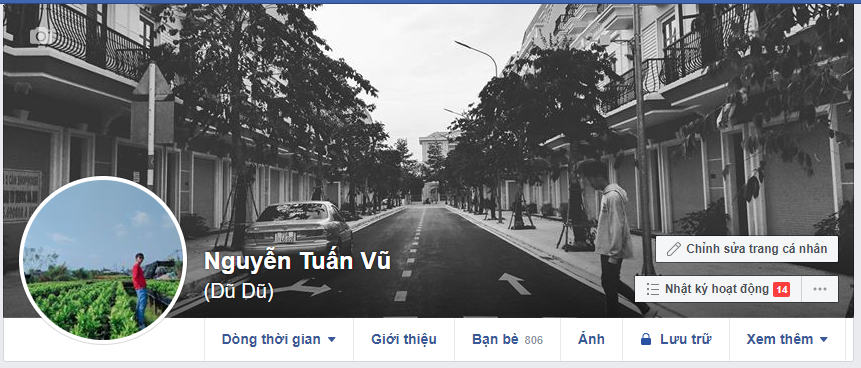 Chỉnh sửa trang cá nhân
Nguyễn Tuấn Vũ
(Dũ Dũ)
Nhật ký hoạt động 14
Dòng thời gian
Giới thiệu
Bạn bè 806
Ảnh
Lưu trữ
Xem thêm